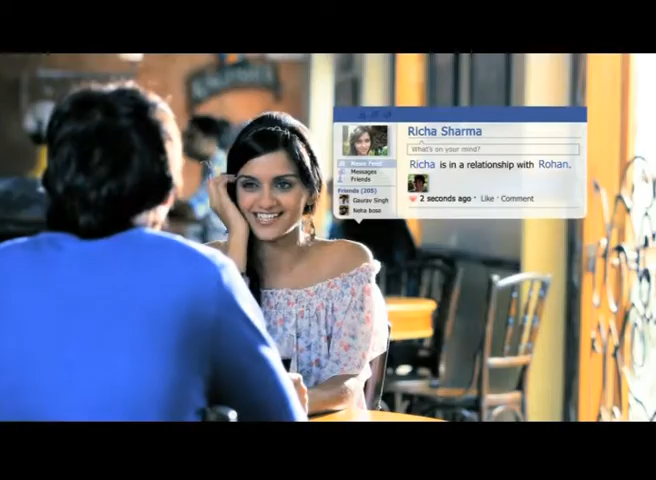 Richa Sharma
What's on your mind?
Richa is in a relationship with Rohan.
News Feed
Messages
Friends
Friends (205)
Gaurav Singh
Neha bose
2 seconds ago · Like · Comment